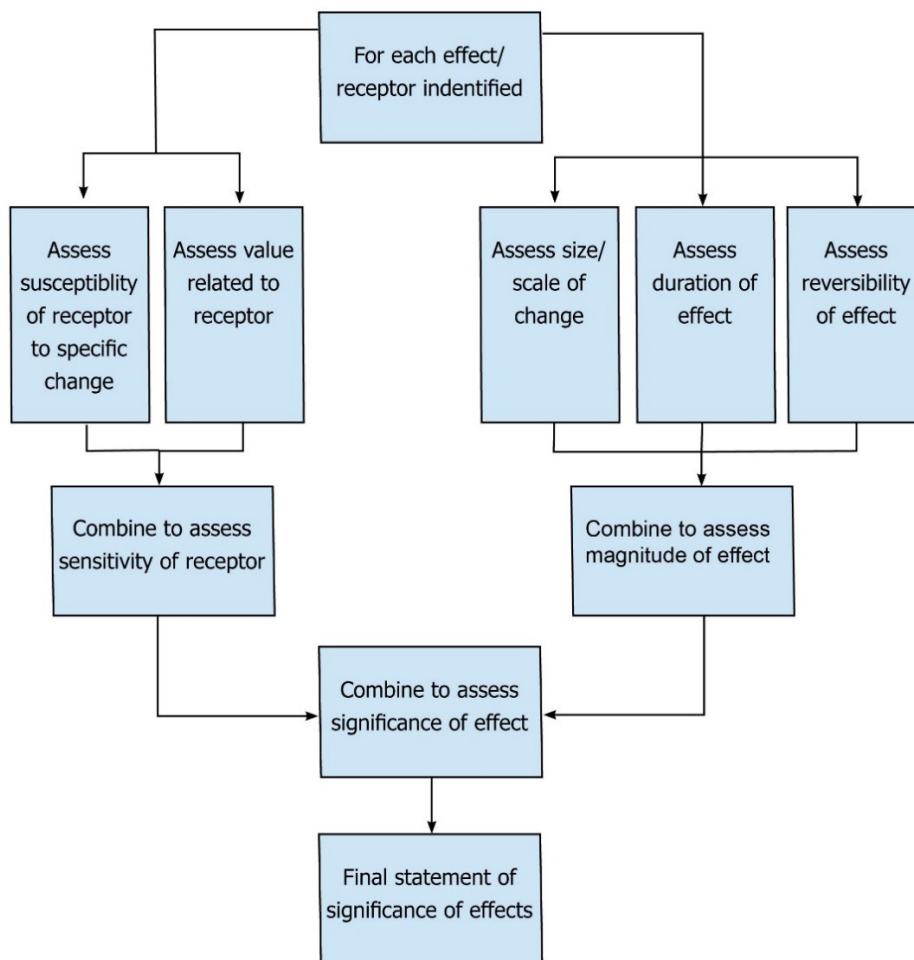 For each effect/
receptor indentified
Assess
susceptiblity
of receptor
to specific
change
Assess value
related to
receptor
Assess size/
scale of
change
Assess
duration of
effect
Assess
reversibility
of effect
Combine to assess
sensitivity of receptor
Combine to assess
magnitude of effect
Combine to assess
significance of effect
Final statement of
significance of effects